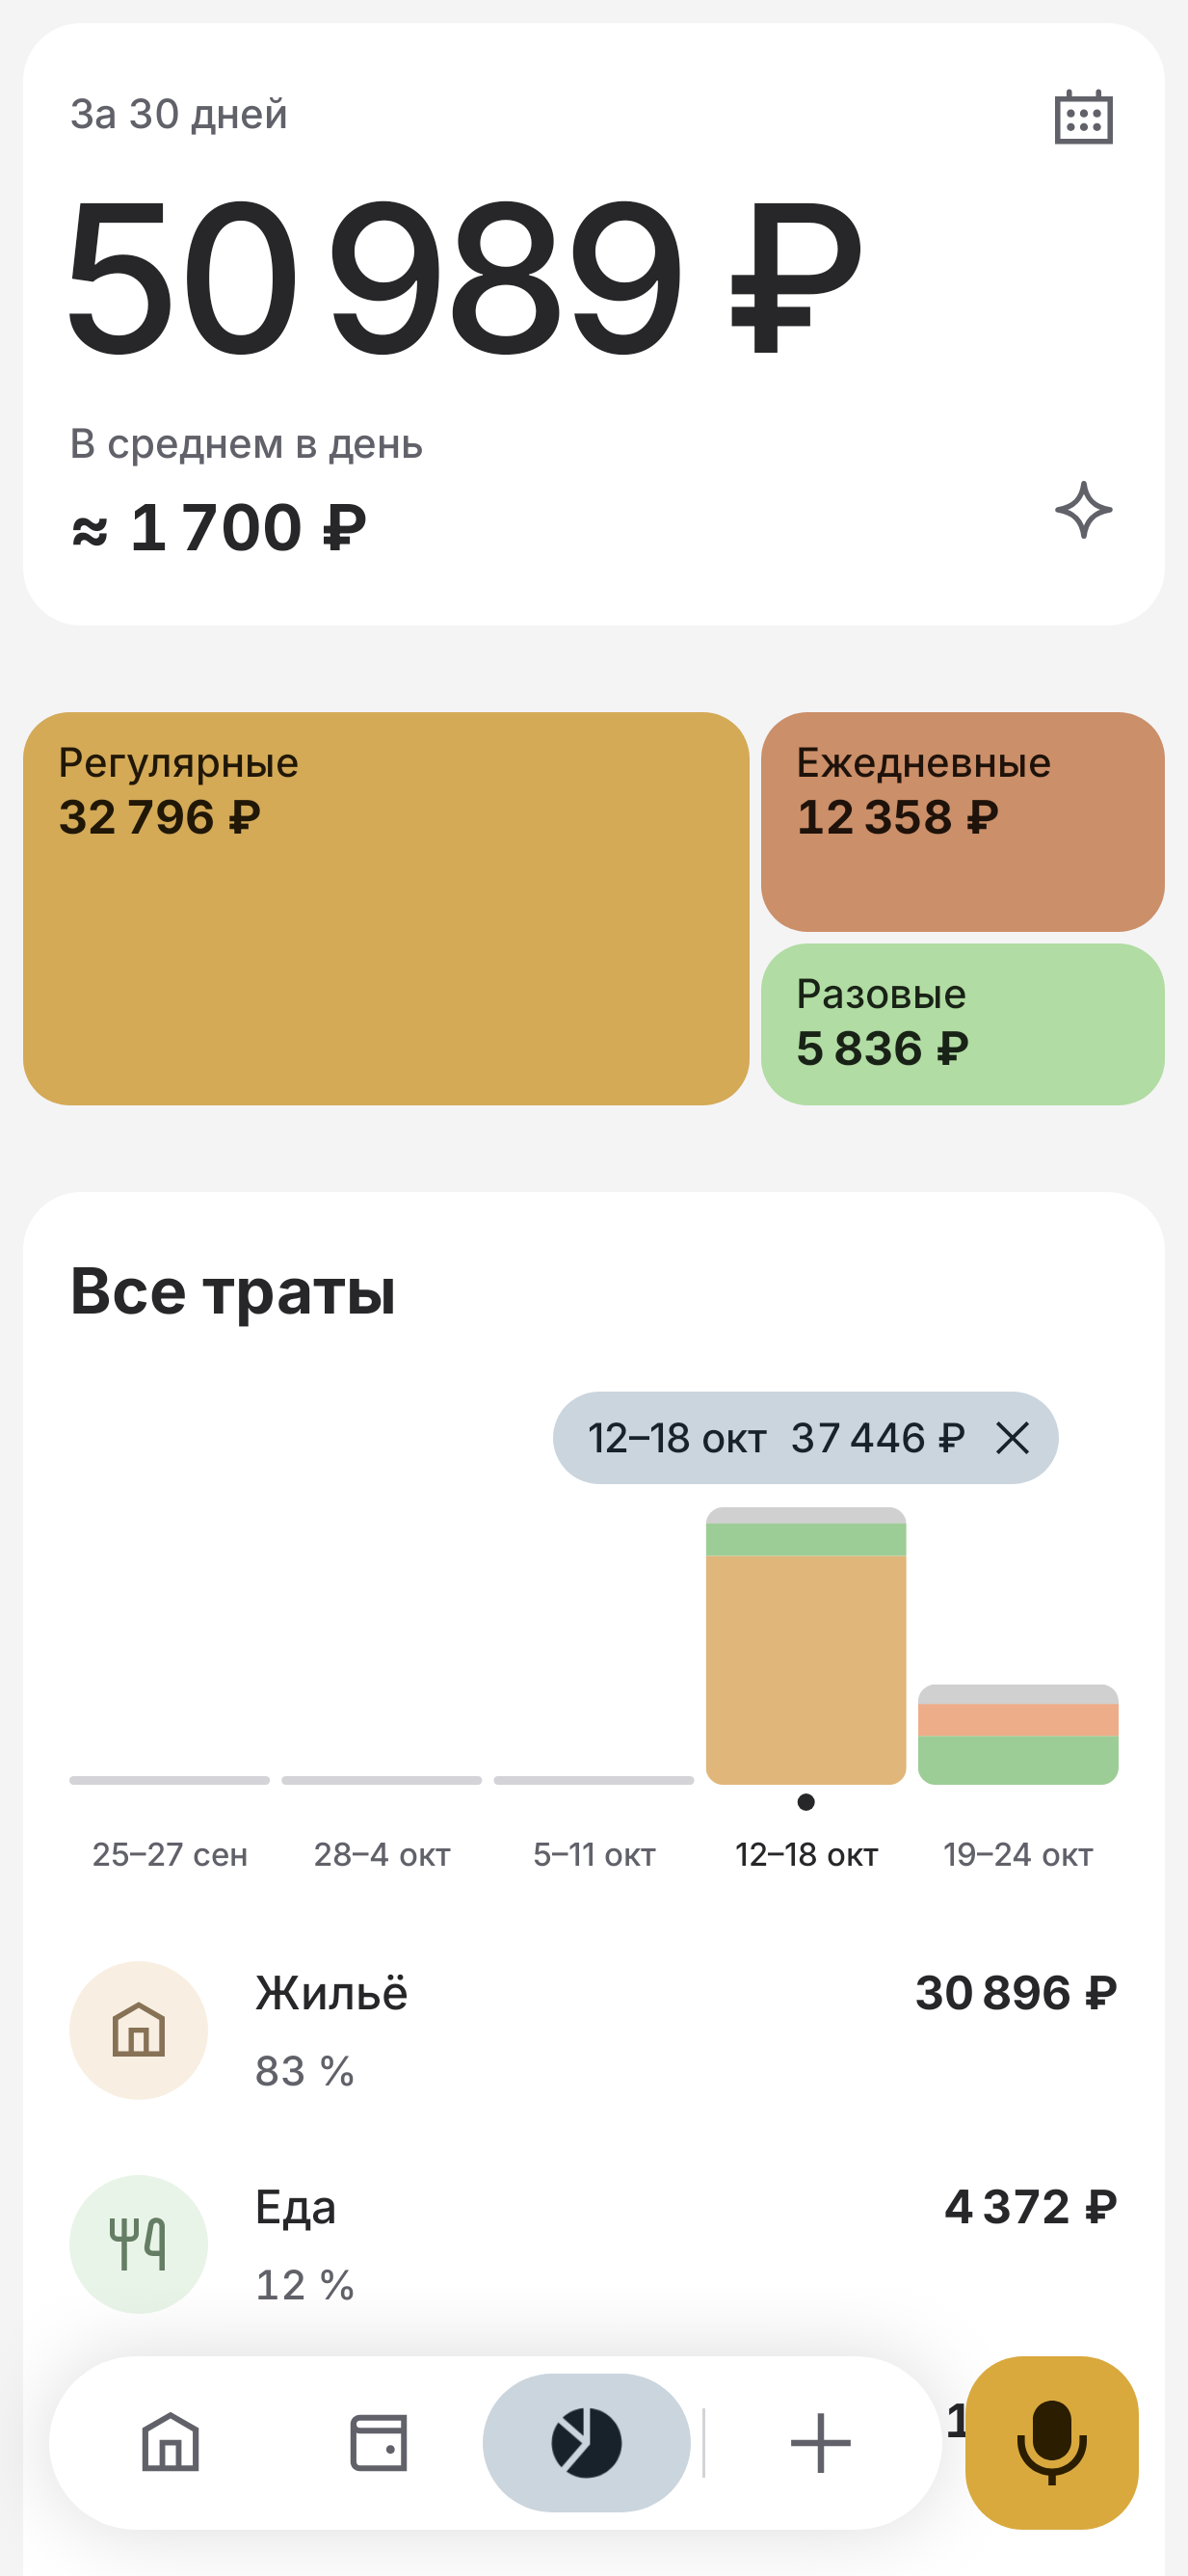 За 30 дней
50 989 ₽
В среднем в день
≈ 1 700 ₽
Регулярные
32 796 ₽
Ежедневные
12 358 ₽
Разовые
5 836 ₽
Все траты
12–18 окт 37 446 ₽
25–27 сен 28–4 окт 5–11 окт 12–18 окт 19–24 окт
Жильё 30 896 ₽
83 %
Еда 4 372 ₽
12 %